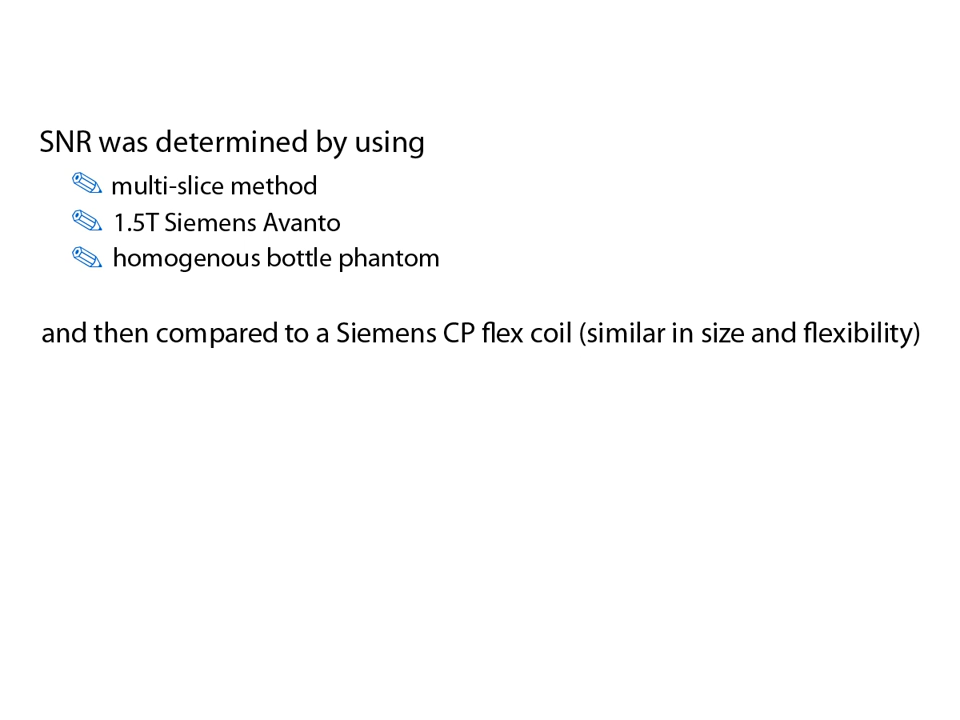 SNR was determined by using
multi-slice method
1.5T Siemens Avanto
homogenous bottle phantom
and then compared to a Siemens CP flex coil (similar in size and flexibility)